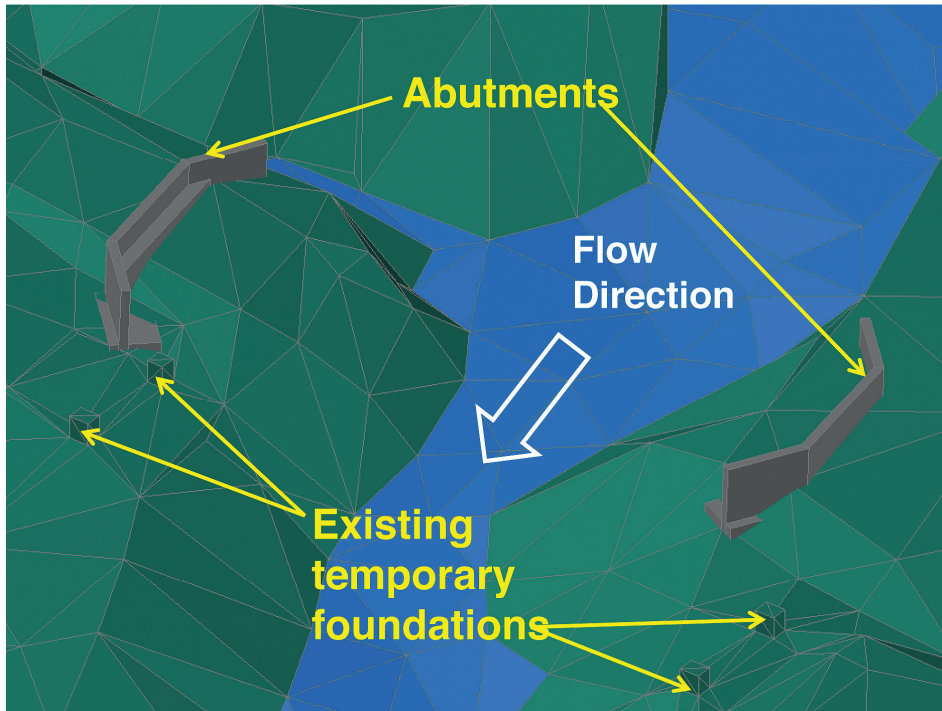 Abutments
Flow
Direction
Existing
temporary
foundations